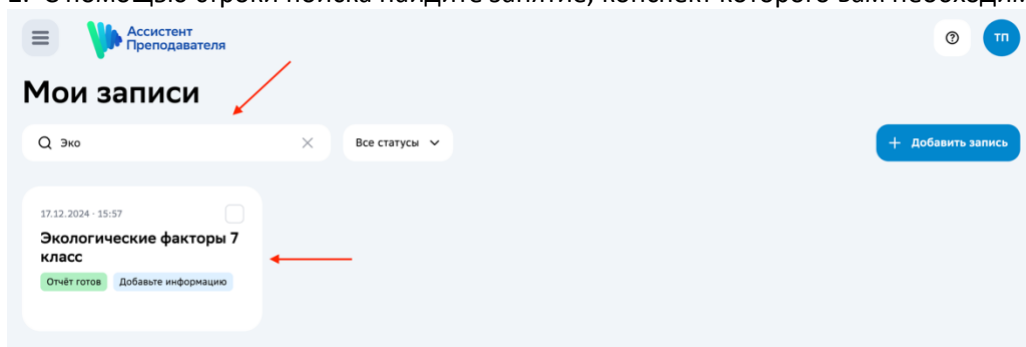 С помощью строки поиска найдите занятие, конспект которого вам необходим
Ассистент
Преподавателя
ТП
Мои записи
Эко
Все статусы
+ Добавить запись
17.12.2024 · 15:57
Экологические факторы 7
класс
Отчёт готов Добавьте информацию